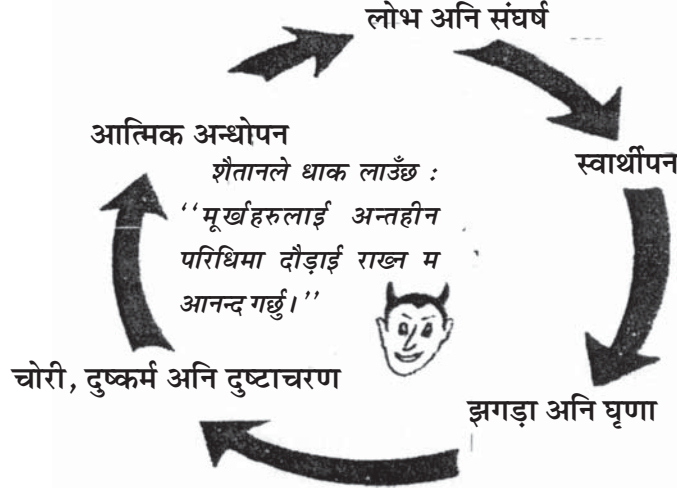 लोभ अनि संघर्ष
आत्मिक अन्धोपन
स्वार्थीपन
शैतानले धाक लाउँछ :
‘‘मूर्खहरुलाई अन्तहीन
परिधिमा दौड़ाई राख्न म
आनन्द गर्छु।’’
चोरी, दुष्कर्म अनि दुष्टाचरण
झगड़ा अनि घृणा